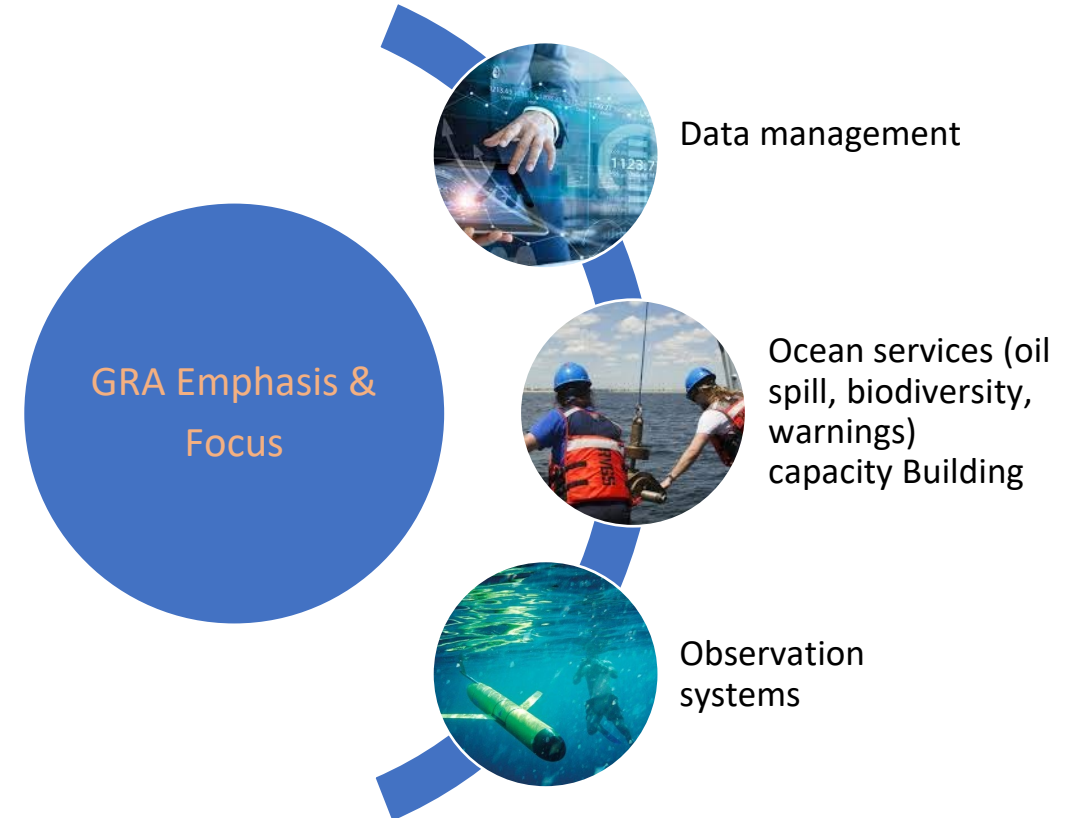 Data management
GRA Emphasis &
Focus
Ocean services (oil
spill, biodiversity,
warnings)
capacity Building
Observation
systems